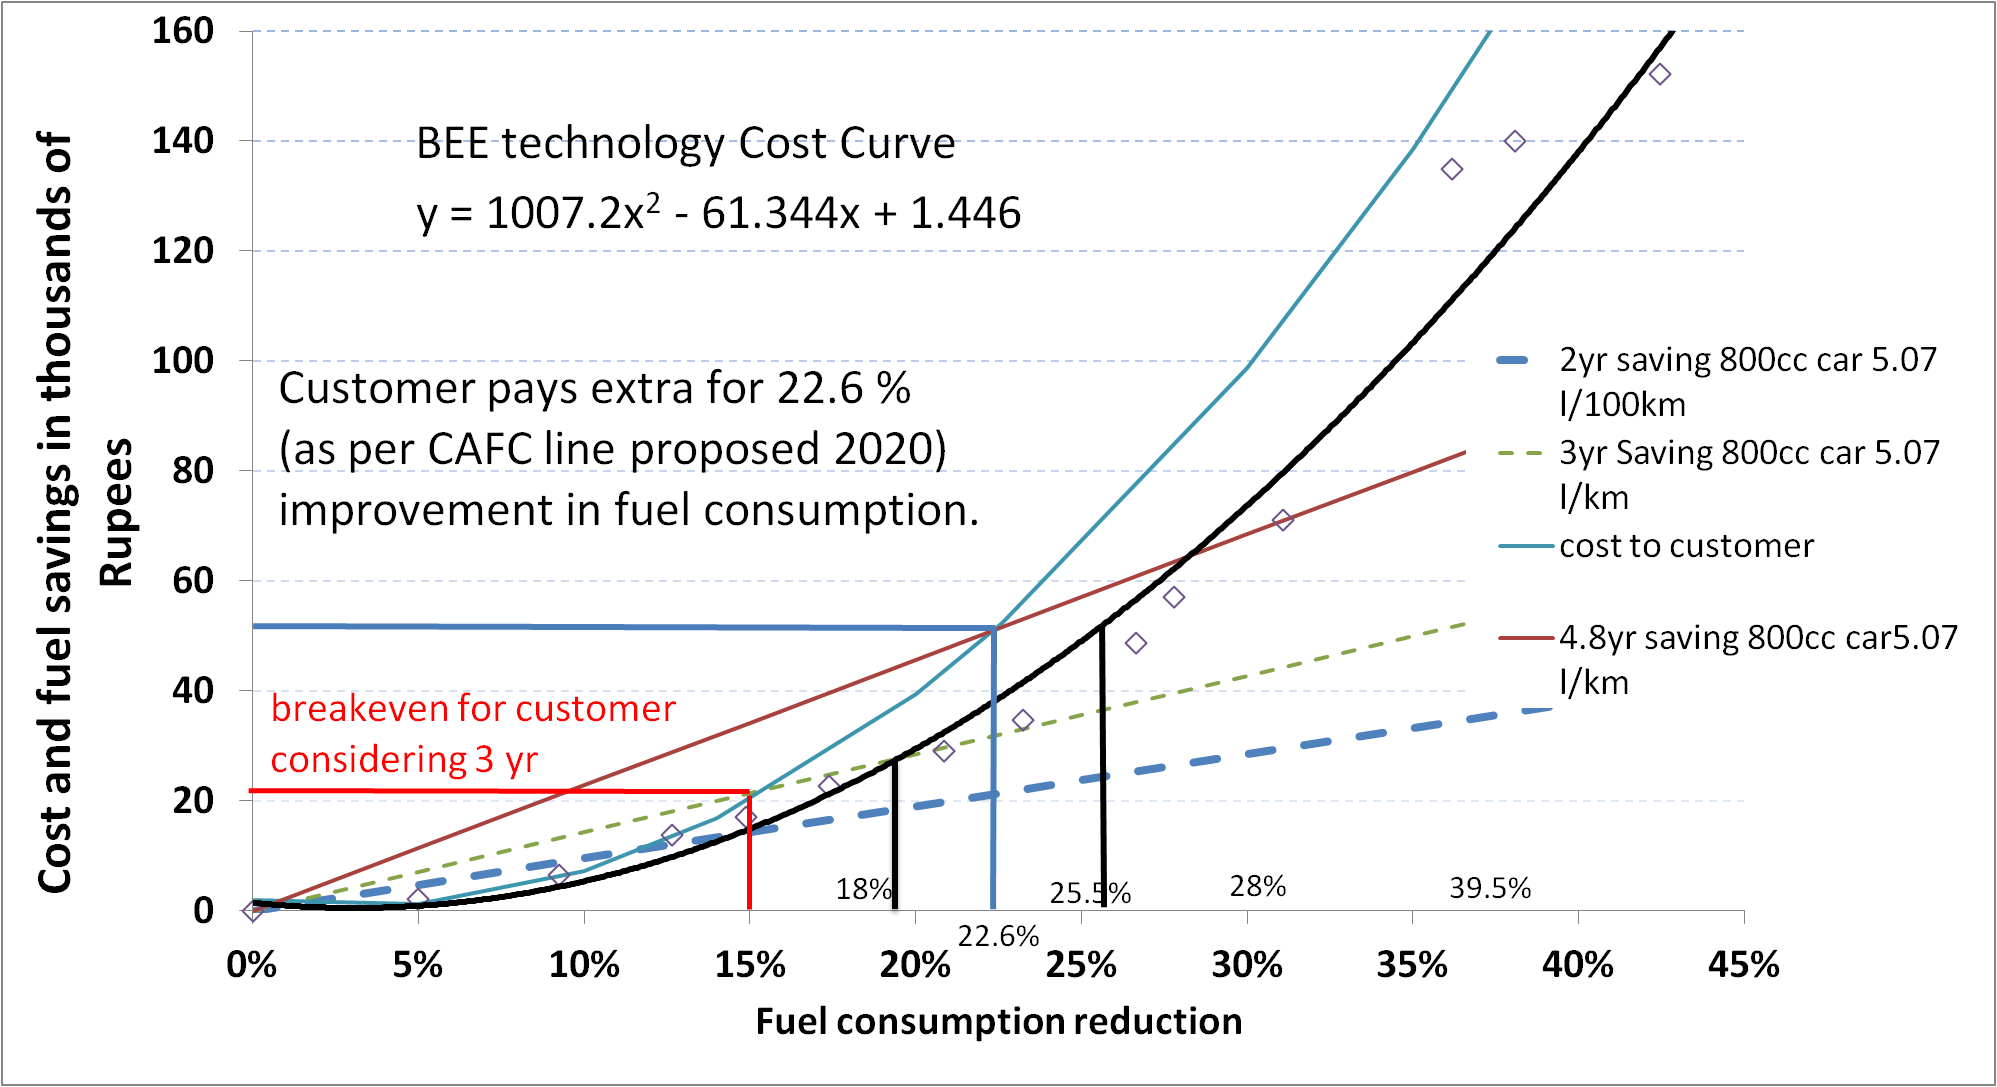 160
140
120
100
80
60
40
20
0
Cost and fuel savings in thousands of
Rupees
BEE technology Cost Curve
y = 1007.2x² - 61.344x + 1.446
Customer pays extra for 22.6 %
(as per CAFC line proposed 2020)
improvement in fuel consumption.
breakeven for customer
considering 3 yr
2yr saving 800cc car 5.07
l/100km
3yr Saving 800cc car 5.07
l/km
cost to customer
4.8yr saving 800cc car5.07
l/km
18%
25.5%
28%
39.5%
22.6%
0%
5%
10%
15%
20%
25%
30%
35%
40%
45%
Fuel consumption reduction